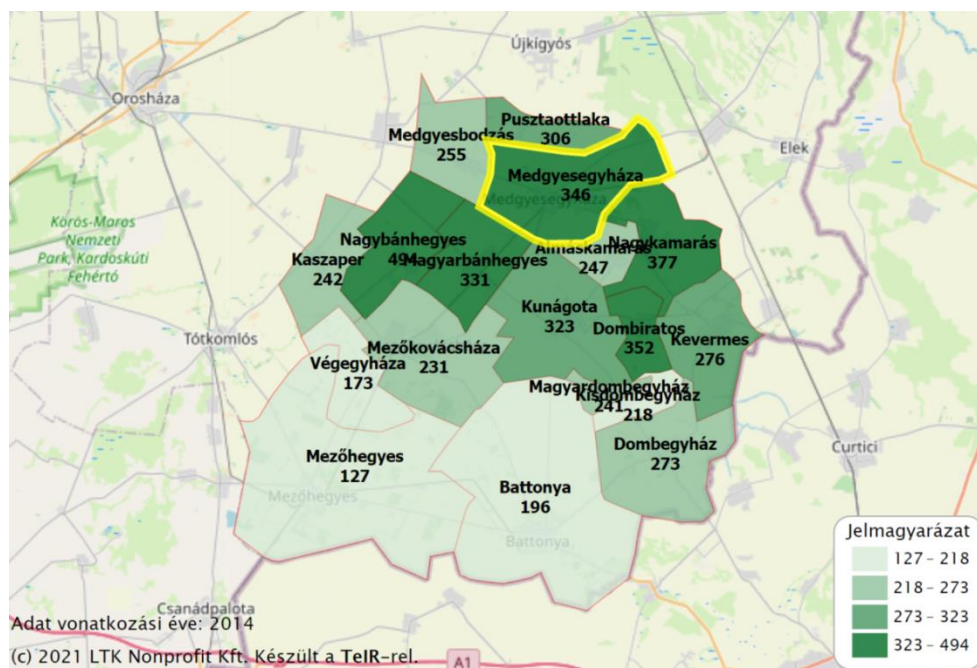 Újkígyós
Orosháza
Pusztaottlaka
306
Medgyesbodzás
255
Elek
Medgyesegyháza
346
Medgyesegyháza
Körös-Maros
Nemzeti
Park, Kardoskúti
Fehértó
Nagybánhegyes
494
Magyarbánhegyes
331
Almáskamarás
247
Nagykamarás
377
Kaszaper
242
Kunágota
323
Dombiratos
352
Kevermes
276
Tótkomlós
Végegyháza
173
Mezőkovácsháza
231
Magyardombegyház
241
Kisdombegyház
218
Dombegyház
273
Curtici
Mezőhegyes
127
Mezőhegyes
Battonya
196
Battonya
Csanádpalota
A1
Jelmagyarázat
127 – 218
218 – 273
273 – 323
323 – 494
Adat vonatkozási éve: 2014
(c) 2021 LTK Nonprofit Kft. Készült a TeIR-rel.